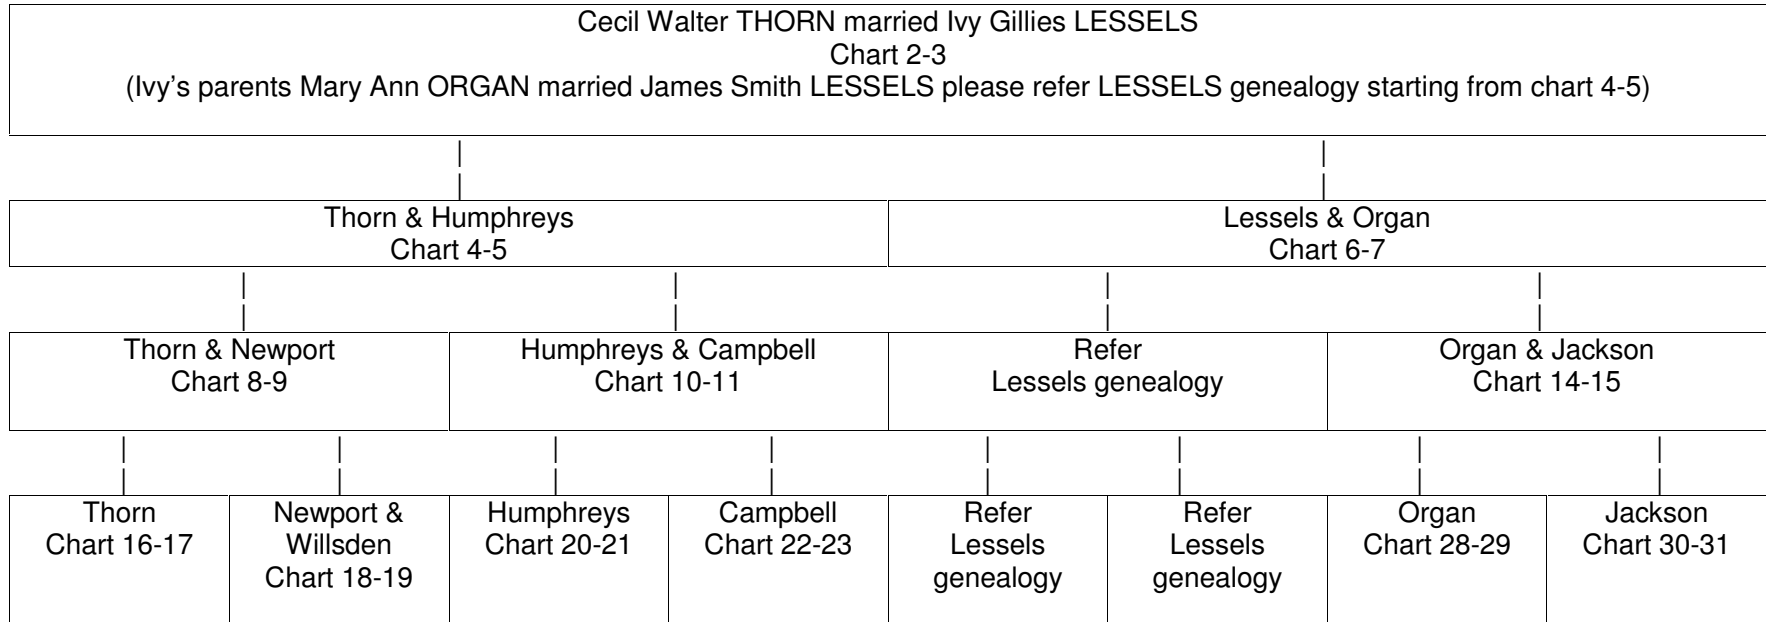 Cecil Walter THORN married Ivy Gillies LESSELS
Chart 2-3
(Ivy's parents Mary Ann ORGAN married James Smith LESSELS please refer LESSELS genealogy starting from chart 4-5)
Thorn & Humphreys
Chart 4-5
Lessels & Organ
Chart 6-7
Thorn & Newport
Chart 8-9
Humphreys & Campbell
Chart 10-11
Refer
Lessels genealogy
Organ & Jackson
Chart 14-15
Thorn
Chart 16-17
Newport &
Willsden
Chart 18-19
Humphreys
Chart 20-21
Campbell
Chart 22-23
Refer
Lessels
genealogy
Refer
Lessels
genealogy
Organ
Chart 28-29
Jackson
Chart 30-31